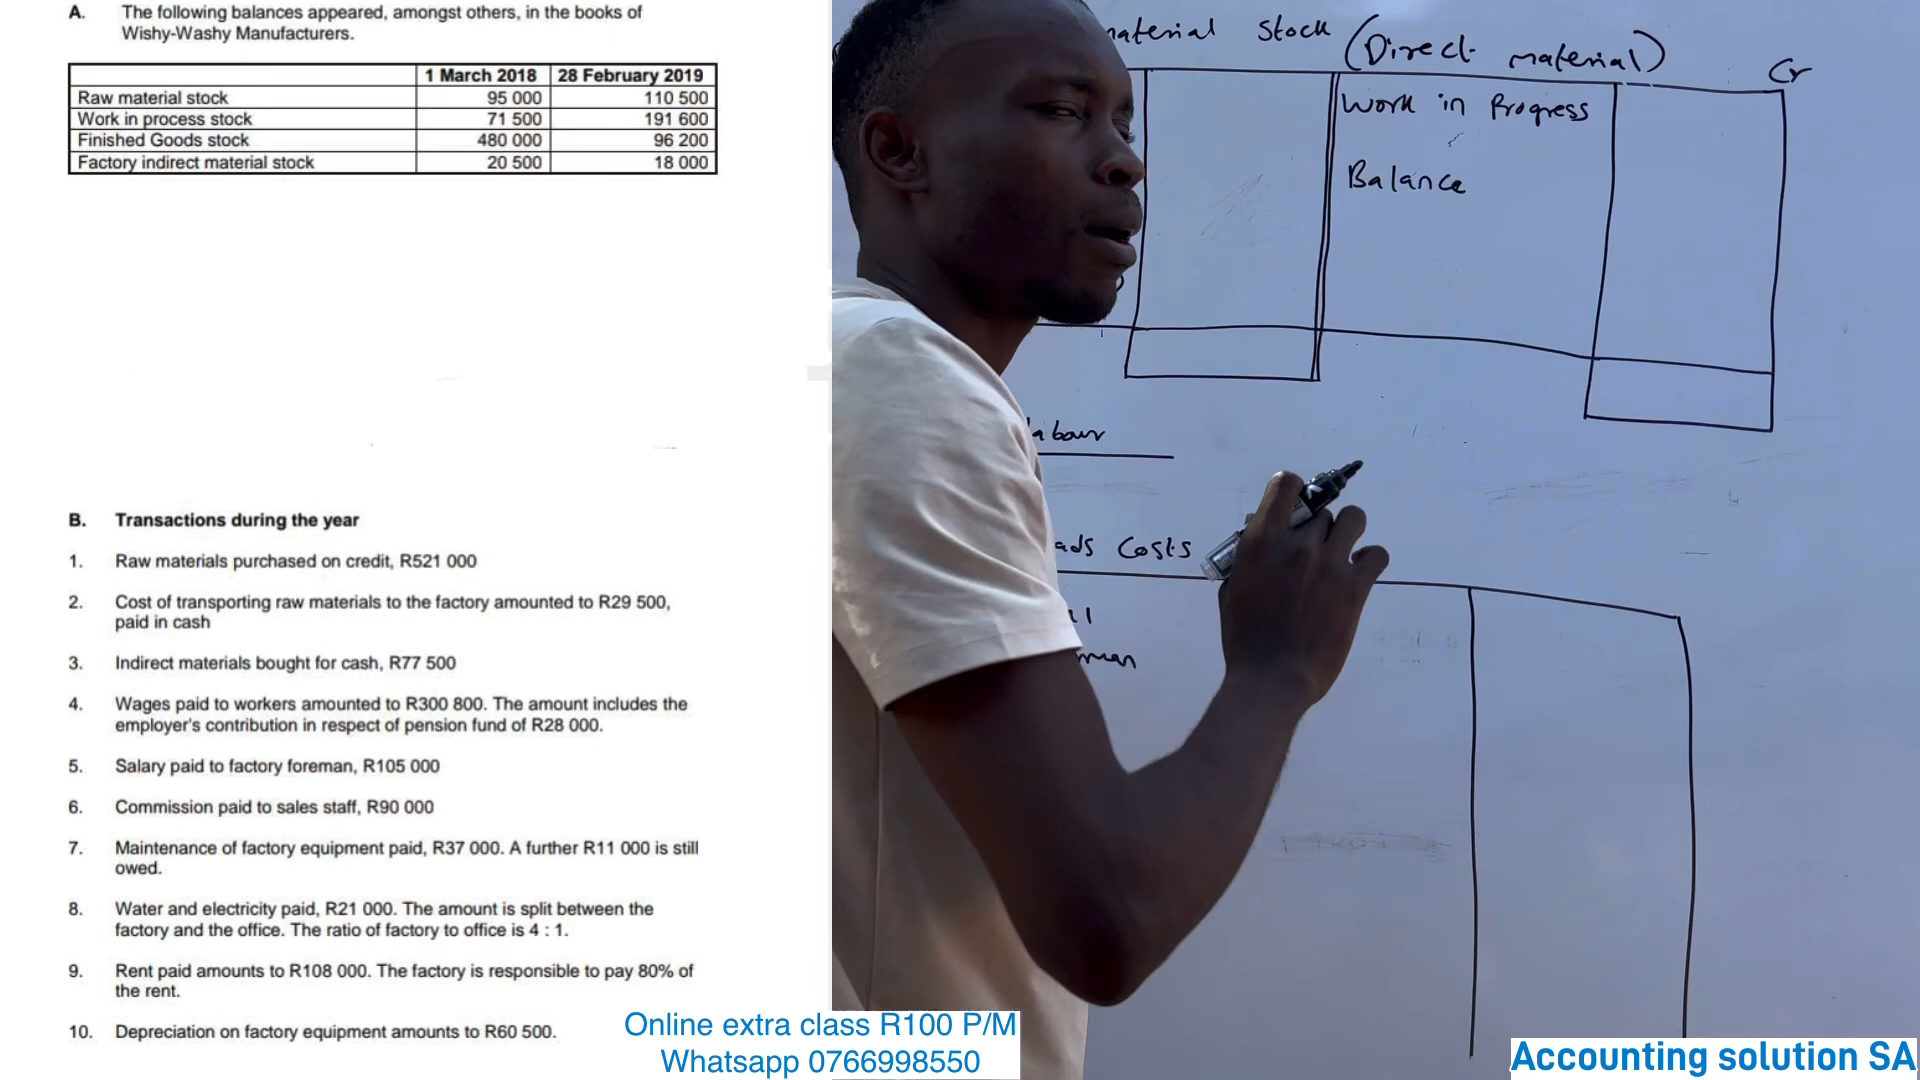 A. The following balances appeared, amongst others, in the books of
Wishy-Washy Manufacturers.
1 March 2018 28 February 2019
Raw material stock 95 000 110 500
Work in process stock 71 500 191 600
Finished Goods stock 480 000 96 200
Factory indirect material stock 20 500 18 000
B. Transactions during the year
1. Raw materials purchased on credit, R521 000
2. Cost of transporting raw materials to the factory amounted to R29 500,
paid in cash
3. Indirect materials bought for cash, R77 500
4. Wages paid to workers amounted to R300 800. The amount includes the
employer's contribution in respect of pension fund of R28 000.
5. Salary paid to factory foreman, R105 000
6. Commission paid to sales staff, R90 000
7. Maintenance of factory equipment paid, R37 000. A further R11 000 is still
owed.
8. Water and electricity paid, R21 000. The amount is split between the
factory and the office. The ratio of factory to office is 4 : 1.
9. Rent paid amounts to R108 000. The factory is responsible to pay 80% of
the rent.
10. Depreciation on factory equipment amounts to R60 500.
material Stock (Direct material)
Cr
Work in Progress
Balance
abour
ads Costs
man
Online extra class R100 P/M
Whatsapp 0766998550
Accounting solution SA